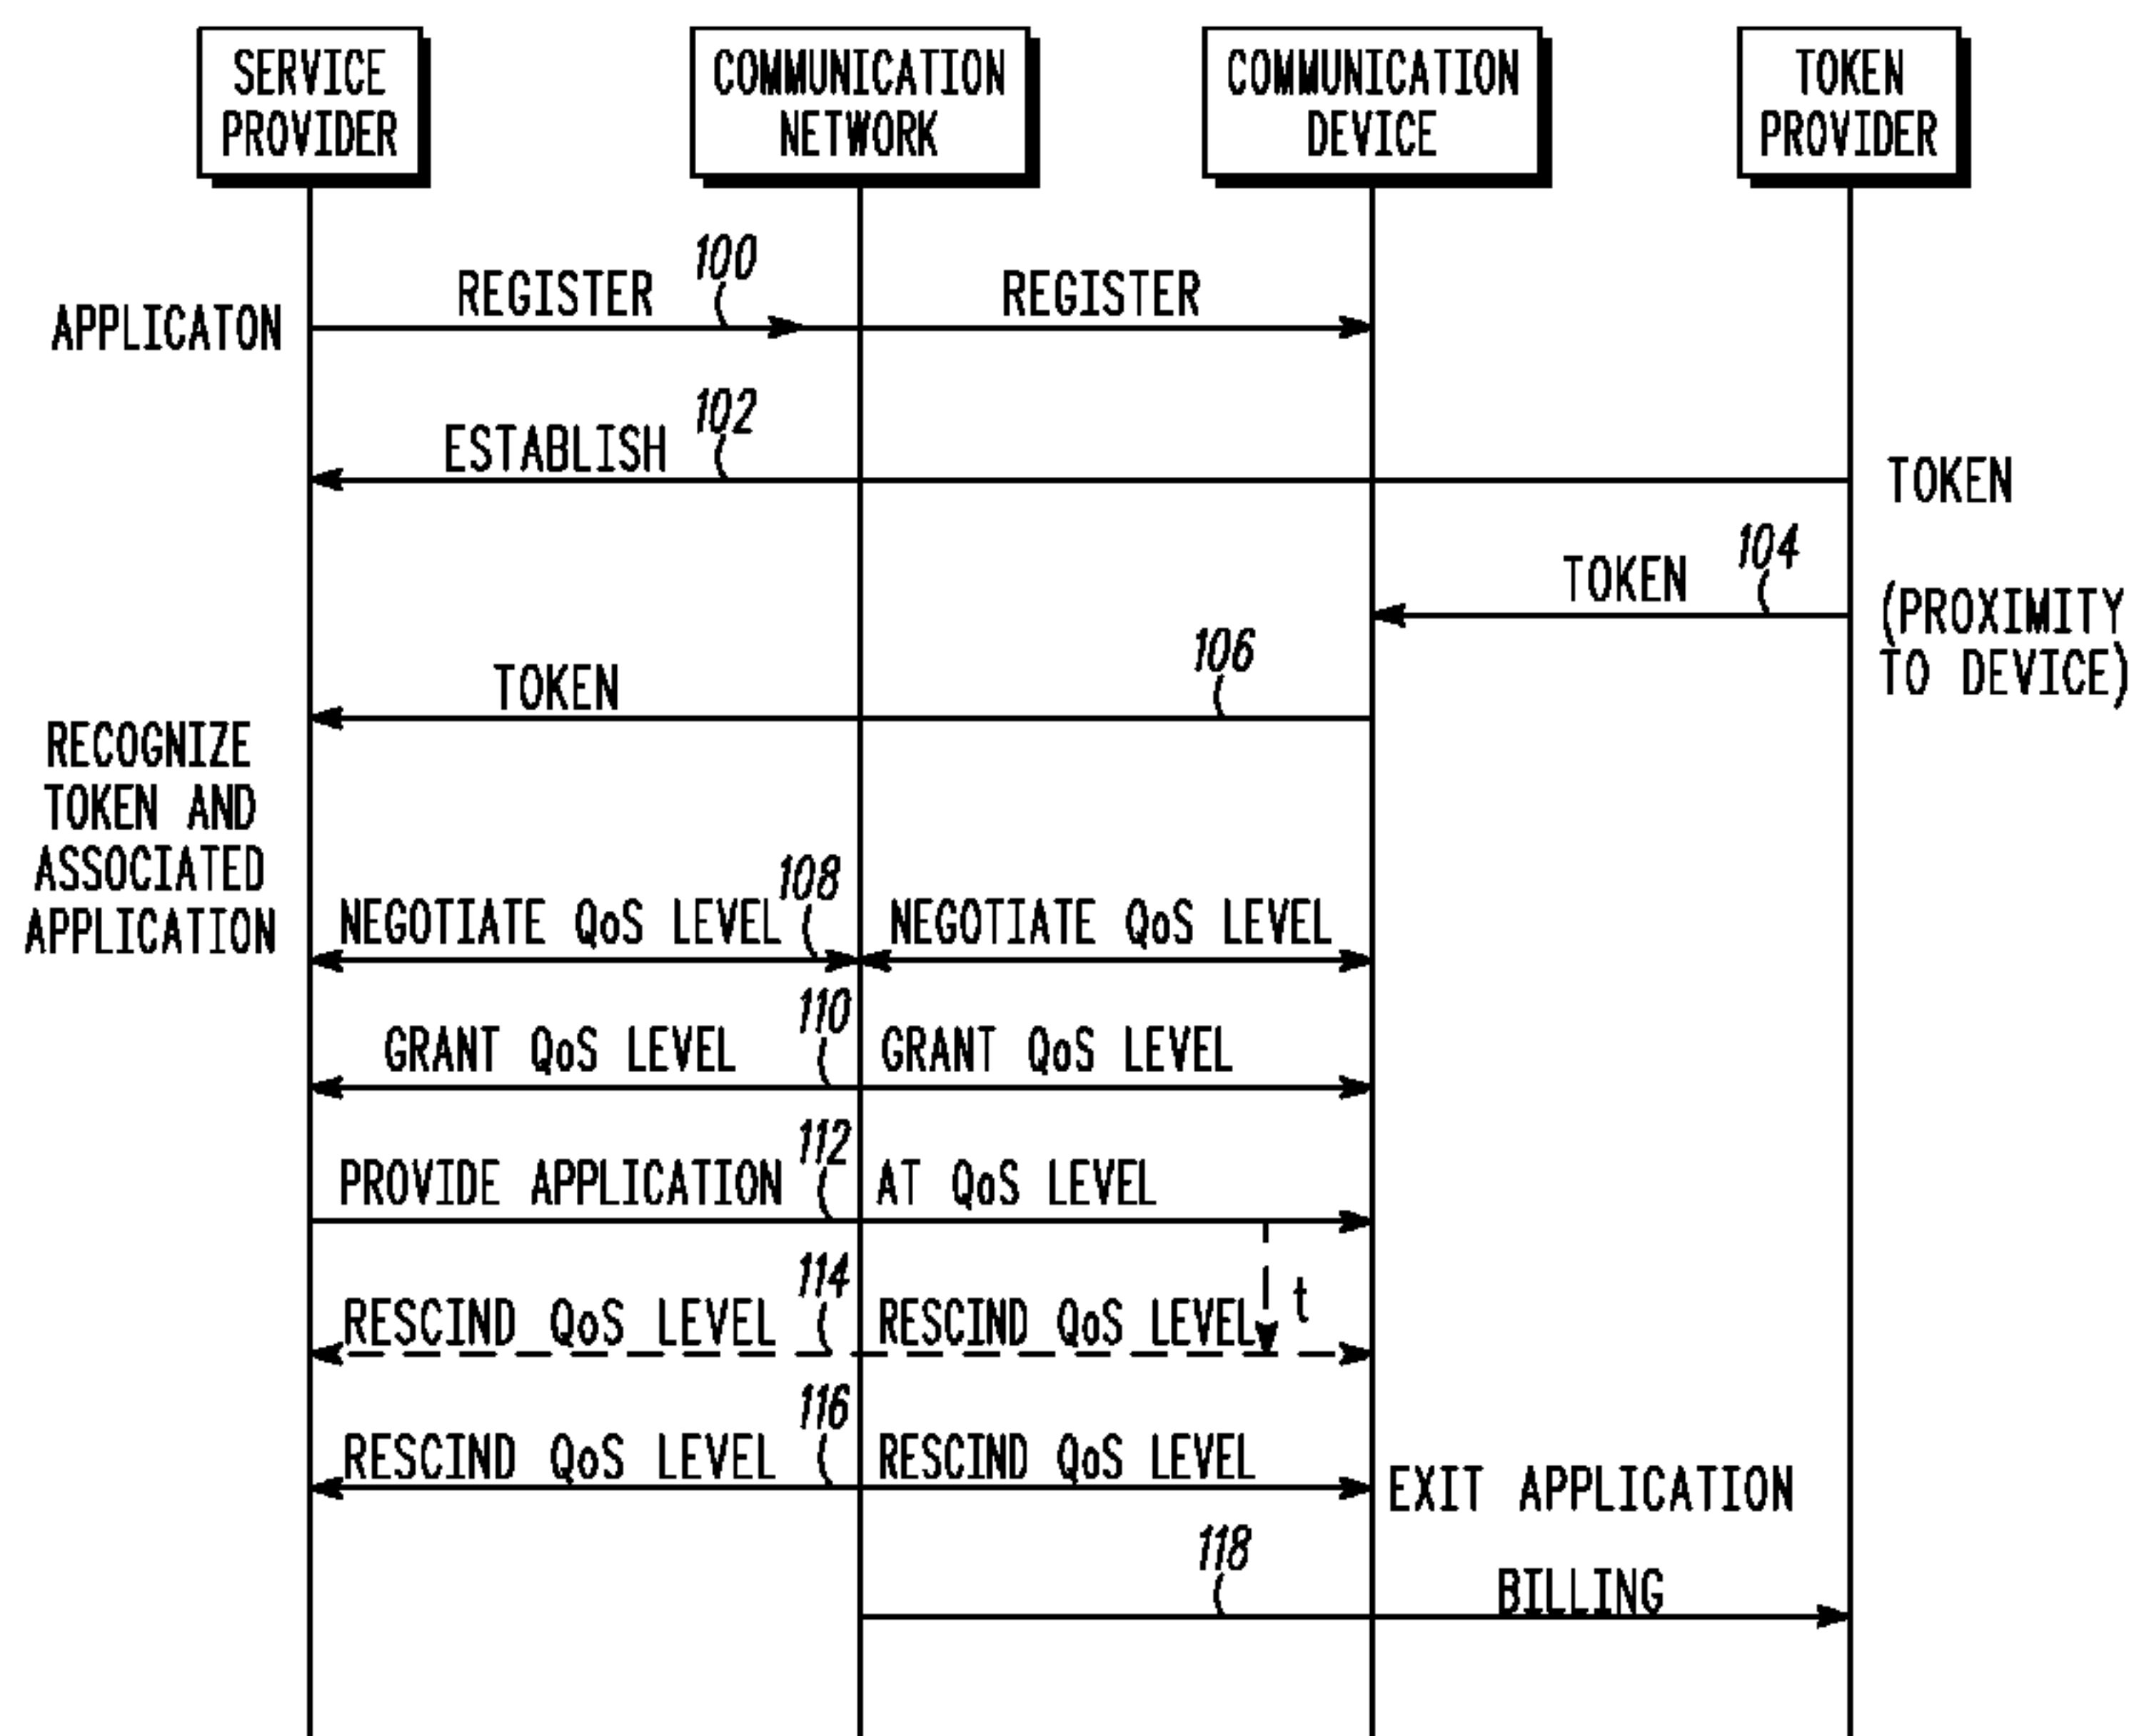 SERVICE
PROVIDER
COMMUNICATION
NETWORK
COMMUNICATION
DEVICE
TOKEN
PROVIDER
APPLICATON
REGISTER
100
REGISTER
ESTABLISH
102
TOKEN
TOKEN
104
(PROXIMITY
TO DEVICE)
TOKEN
106
RECOGNIZE
TOKEN AND
ASSOCIATED
APPLICATION
NEGOTIATE QoS LEVEL
108
NEGOTIATE QoS LEVEL
GRANT QoS LEVEL
110
GRANT QoS LEVEL
PROVIDE APPLICATION
112
AT QoS LEVEL
RESCIND QoS LEVEL
114
RESCIND QoS LEVEL
t
RESCIND QoS LEVEL
116
RESCIND QoS LEVEL
EXIT APPLICATION
118
BILLING